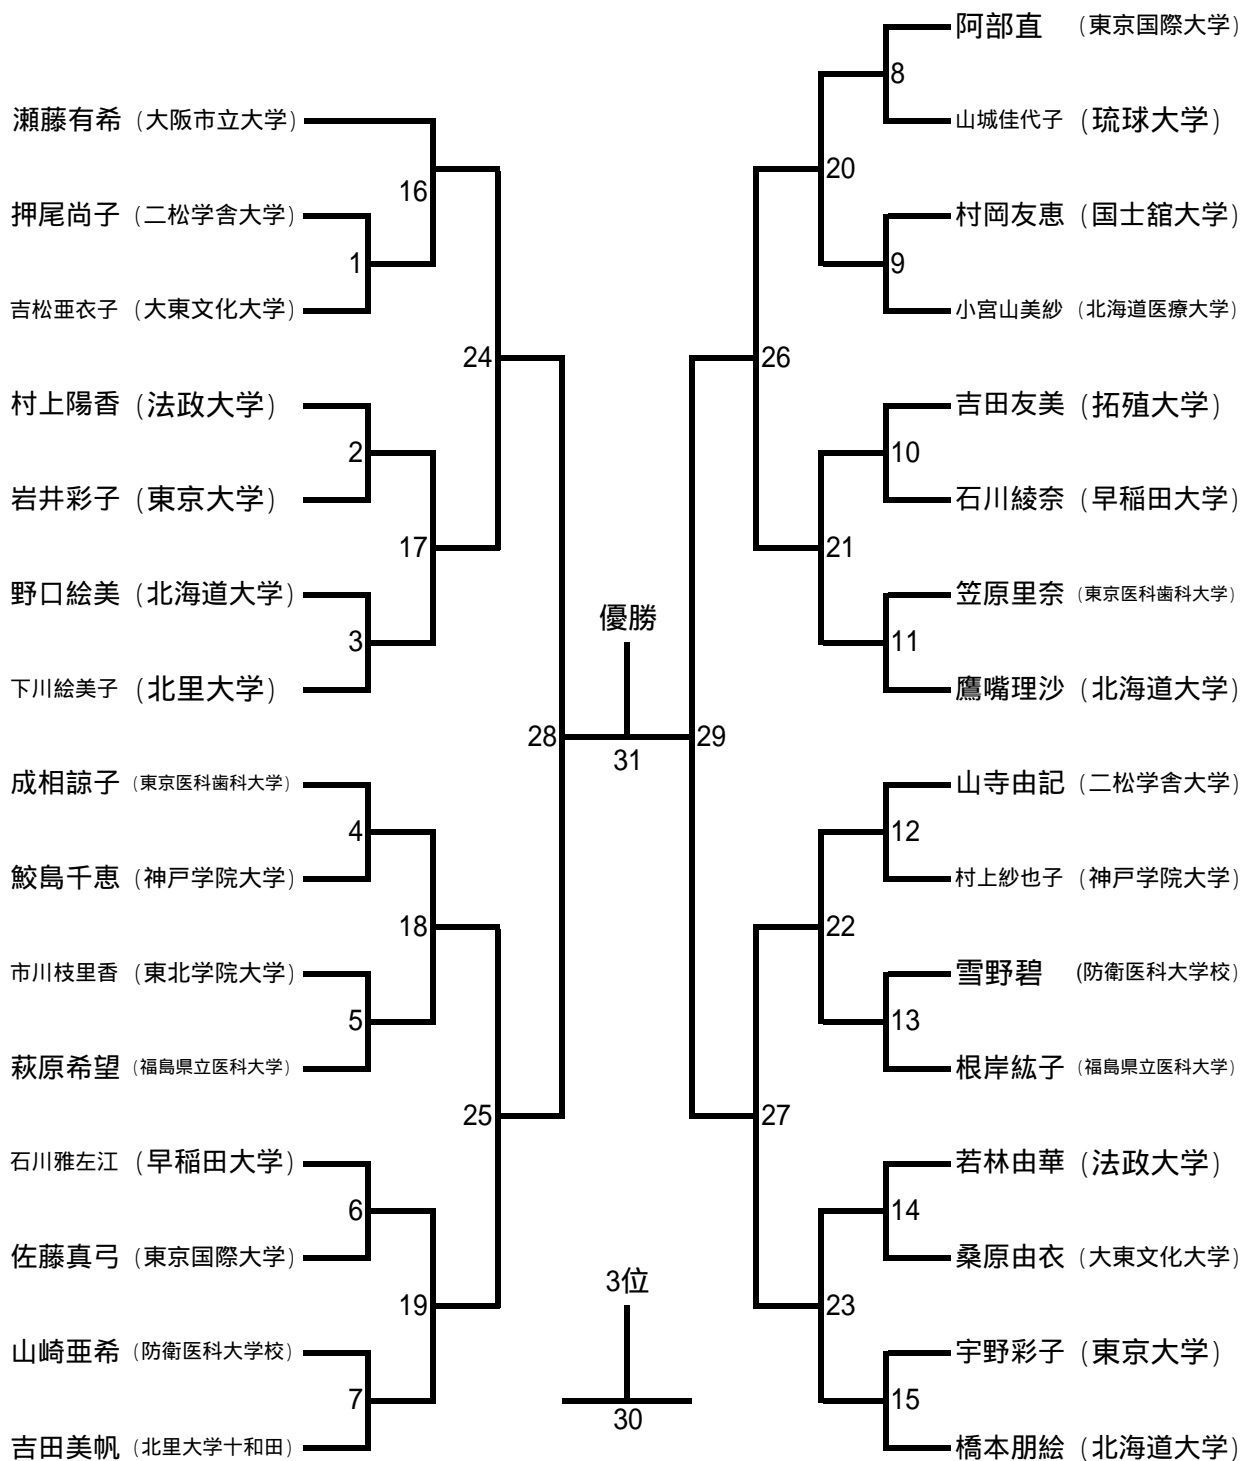 瀬藤有希 (大阪市立大学)
16
押尾尚子 (二松学舎大学)
1
吉松亜衣子 (大東文化大学)
24
村上陽香 (法政大学)
2
岩井彩子 (東京大学)
17
野口絵美 (北海道大学)
3
下川絵美子 (北里大学)
28
成相諒子 (東京医科歯科大学)
4
鮫島千恵 (神戸学院大学)
18
市川枝里香 (東北学院大学)
5
萩原希望 (福島県立医科大学)
25
石川雅左江 (早稲田大学)
6
佐藤真弓 (東京国際大学)
19
山崎亜希 (防衛医科大学校)
7
吉田美帆 (北里大学十和田)
優勝
31
3位
30
阿部直 (東京国際大学)
8
山城佳代子 (琉球大学)
20
村岡友恵 (国士舘大学)
9
小宮山美紗 (北海道医療大学)
26
吉田友美 (拓殖大学)
10
石川綾奈 (早稲田大学)
21
笠原里奈 (東京医科歯科大学)
11
鷹嘴理沙 (北海道大学)
29
山寺由記 (二松学舎大学)
12
村上紗也子 (神戸学院大学)
22
雪野碧 (防衛医科大学校)
13
根岸紘子 (福島県立医科大学)
27
若林由華 (法政大学)
14
桑原由衣 (大東文化大学)
23
宇野彩子 (東京大学)
15
橋本朋絵 (北海道大学)